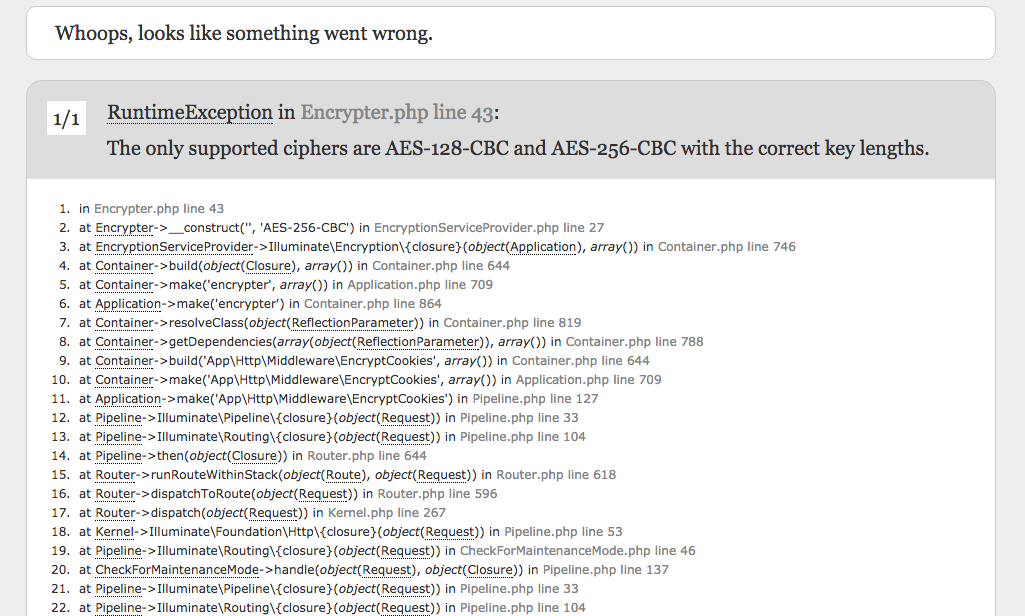 Whoops, looks like something went wrong.
1/1
RuntimeException in Encrypter.php line 43:
The only supported ciphers are AES-128-CBC and AES-256-CBC with the correct key lengths.
1. in Encrypter.php line 43
2. at Encrypter->__construct('', 'AES-256-CBC') in EncryptionServiceProvider.php line 27
3. at EncryptionServiceProvider->Illuminate\Encryption\{closure}(object(Application), array()) in Container.php line 746
4. at Container->build(object(Closure), array()) in Container.php line 644
5. at Container->make('encrypter', array()) in Application.php line 709
6. at Application->make('encrypter') in Container.php line 864
7. at Container->resolveClass(object(ReflectionParameter)) in Container.php line 819
8. at Container->getDependencies(array(object(ReflectionParameter)), array()) in Container.php line 788
9. at Container->build('App\Http\Middleware\EncryptCookies', array()) in Container.php line 644
10. at Container->make('App\Http\Middleware\EncryptCookies', array()) in Application.php line 709
11. at Application->make('App\Http\Middleware\EncryptCookies') in Pipeline.php line 127
12. at Pipeline->Illuminate\Pipeline\{closure}(object(Request)) in Pipeline.php line 33
13. at Pipeline->Illuminate\Routing\{closure}(object(Request)) in Pipeline.php line 104
14. at Pipeline->then(object(Closure)) in Router.php line 644
15. at Router->runRouteWithinStack(object(Route), object(Request)) in Router.php line 618
16. at Router->dispatchToRoute(object(Request)) in Router.php line 596
17. at Router->dispatch(object(Request)) in Kernel.php line 267
18. at Kernel->Illuminate\Foundation\Http\{closure}(object(Request)) in Pipeline.php line 53
19. at Pipeline->Illuminate\Routing\{closure}(object(Request)) in CheckForMaintenanceMode.php line 46
20. at CheckForMaintenanceMode->handle(object(Request), object(Closure)) in Pipeline.php line 137
21. at Pipeline->Illuminate\Pipeline\{closure}(object(Request)) in Pipeline.php line 33
22. at Pipeline->Illuminate\Routing\{closure}(object(Request)) in Pipeline.php line 104